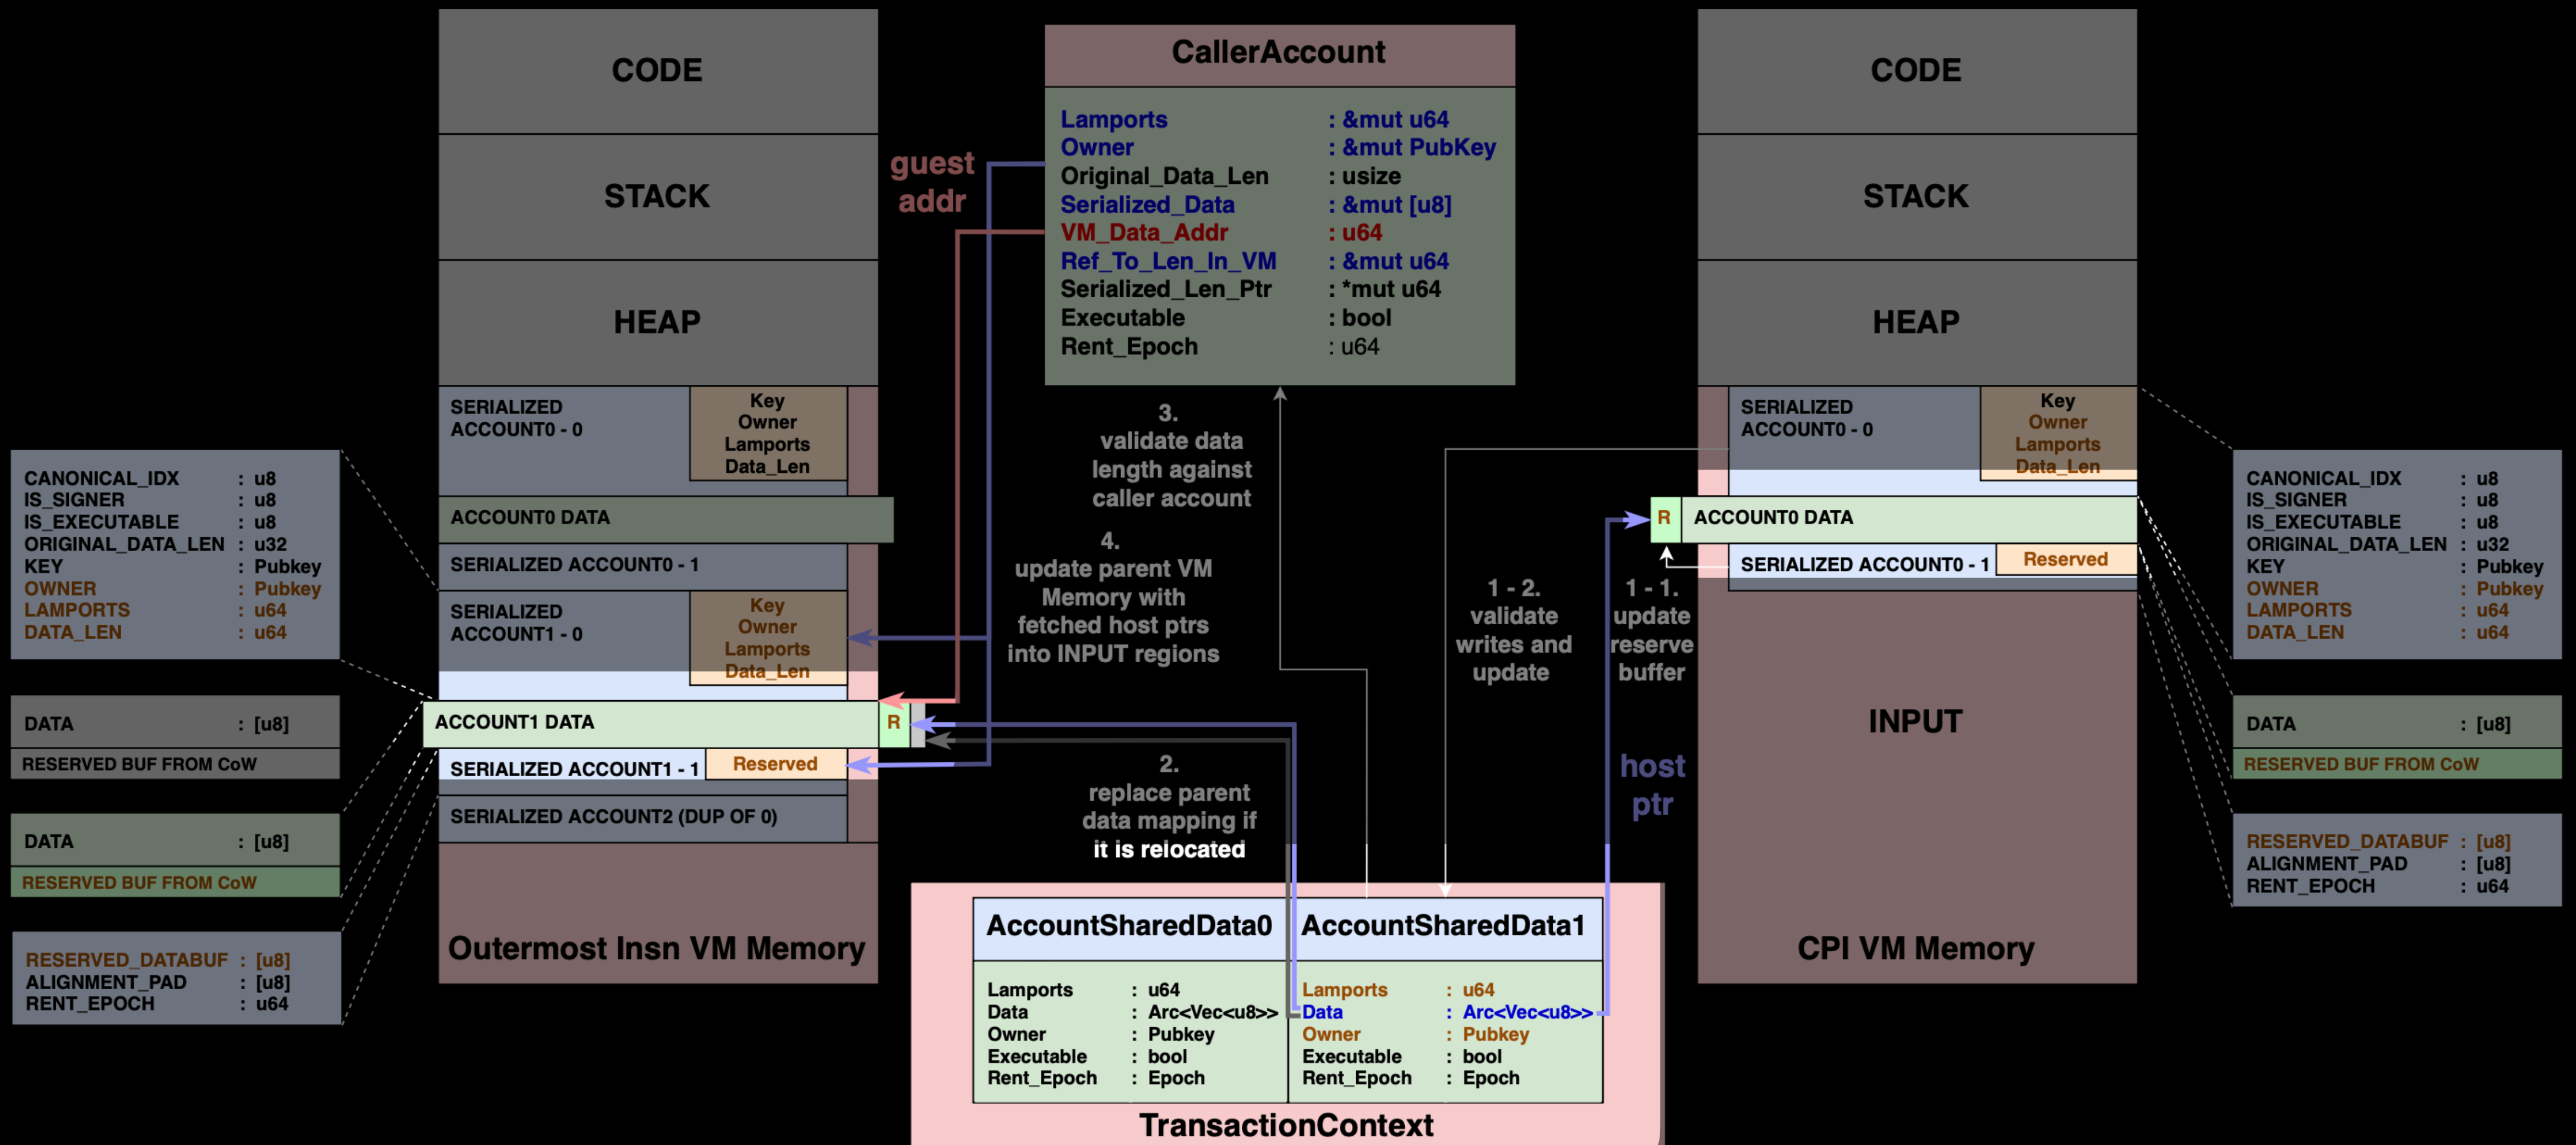 CODE
STACK
HEAP
SERIALIZED
ACCOUNT0 - 0
Key
Owner
Lamports
Data_Len
ACCOUNT0 DATA
SERIALIZED ACCOUNT0 - 1
SERIALIZED
ACCOUNT1 - 0
Key
Owner
Lamports
Data_Len
ACCOUNT1 DATA
R
SERIALIZED ACCOUNT1 - 1
Reserved
SERIALIZED ACCOUNT2 (DUP OF 0)
Outermost Insn VM Memory
CANONICAL_IDX : u8
IS_SIGNER : u8
IS_EXECUTABLE : u8
ORIGINAL_DATA_LEN : u32
KEY : Pubkey
OWNER : Pubkey
LAMPORTS : u64
DATA_LEN : u64
DATA : [u8]
RESERVED BUF FROM CoW
DATA : [u8]
RESERVED BUF FROM CoW
RESERVED_DATABUF : [u8]
ALIGNMENT_PAD : [u8]
RENT_EPOCH : u64
guest
addr
CallerAccount
Lamports : &mut u64
Owner : &mut PubKey
Original_Data_Len : usize
Serialized_Data : &mut [u8]
VM_Data_Addr : u64
Ref_To_Len_In_VM : &mut u64
Serialized_Len_Ptr : *mut u64
Executable : bool
Rent_Epoch : u64
3.
validate data
length against
caller account
4.
update parent VM
Memory with
fetched host ptrs
into INPUT regions
2.
replace parent
data mapping if
it is relocated
1 - 2.
validate
writes and
update
1 - 1.
update
reserve
buffer
host
ptr
AccountSharedData0
Lamports : u64
Data : Arc<Vec<u8>>
Owner : Pubkey
Executable : bool
Rent_Epoch : Epoch
AccountSharedData1
Lamports : u64
Data : Arc<Vec<u8>>
Owner : Pubkey
Executable : bool
Rent_Epoch : Epoch
TransactionContext
CODE
STACK
HEAP
SERIALIZED
ACCOUNT0 - 0
Key
Owner
Lamports
Data_Len
R
ACCOUNT0 DATA
SERIALIZED ACCOUNT0 - 1
Reserved
INPUT
CPI VM Memory
CANONICAL_IDX : u8
IS_SIGNER : u8
IS_EXECUTABLE : u8
ORIGINAL_DATA_LEN : u32
KEY : Pubkey
OWNER : Pubkey
LAMPORTS : u64
DATA_LEN : u64
DATA : [u8]
RESERVED BUF FROM CoW
RESERVED_DATABUF : [u8]
ALIGNMENT_PAD : [u8]
RENT_EPOCH : u64